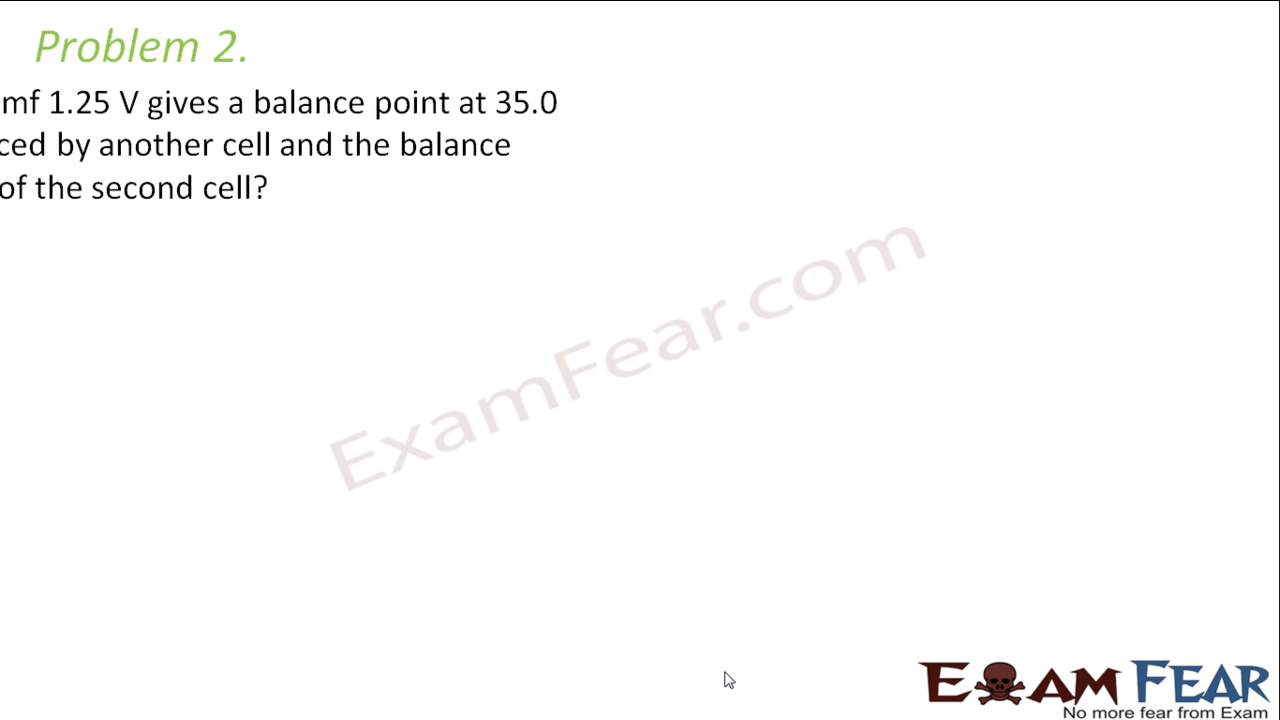 Problem 2.
mf 1.25 V gives a balance point at 35.0
ced by another cell and the balance
of the second cell?
ExamFear.com
EXAM FEAR
No more fear from Exam